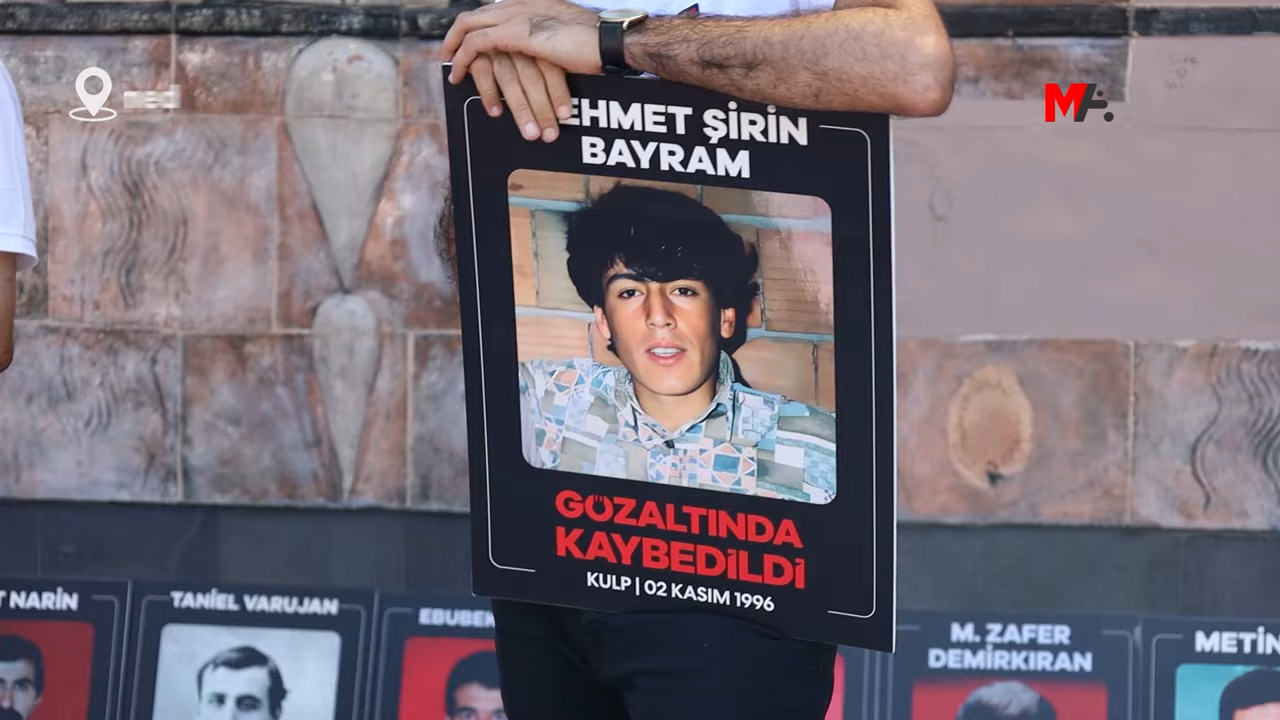 MA.
EHMET ŞİRİN
BAYRAM
GÖZALTINDA
KAYBEDİLDİ
KULP | 02 KASIM 1996
T NARİN
TANİEL VARUJAN
EBUBEK
M. ZAFER
DEMİRKIRAN
METİN